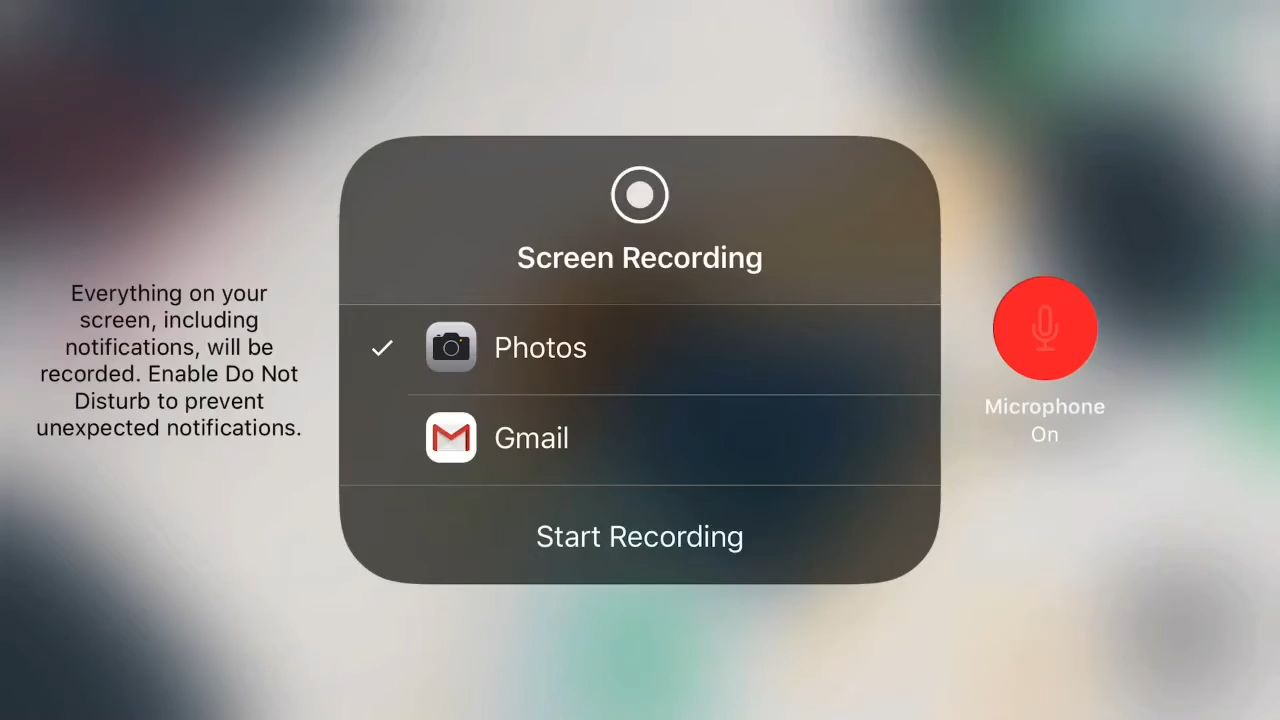 Everything on your
screen, including
notifications, will be
recorded. Enable Do Not
Disturb to prevent
unexpected notifications.
Screen Recording
Photos
Gmail
Start Recording
Microphone
On